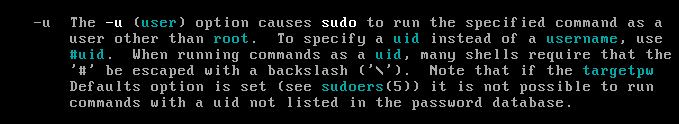 -u The -u (user) option causes sudo to run the specified command as a
user other than root. To specify a uid instead of a username, use
#uid. When running commands as a uid, many shells require that the
'#' be escaped with a backslash ('\'). Note that if the targetpw
Defaults option is set (see sudoers(5)) it is not possible to run
commands with a uid not listed in the password database.